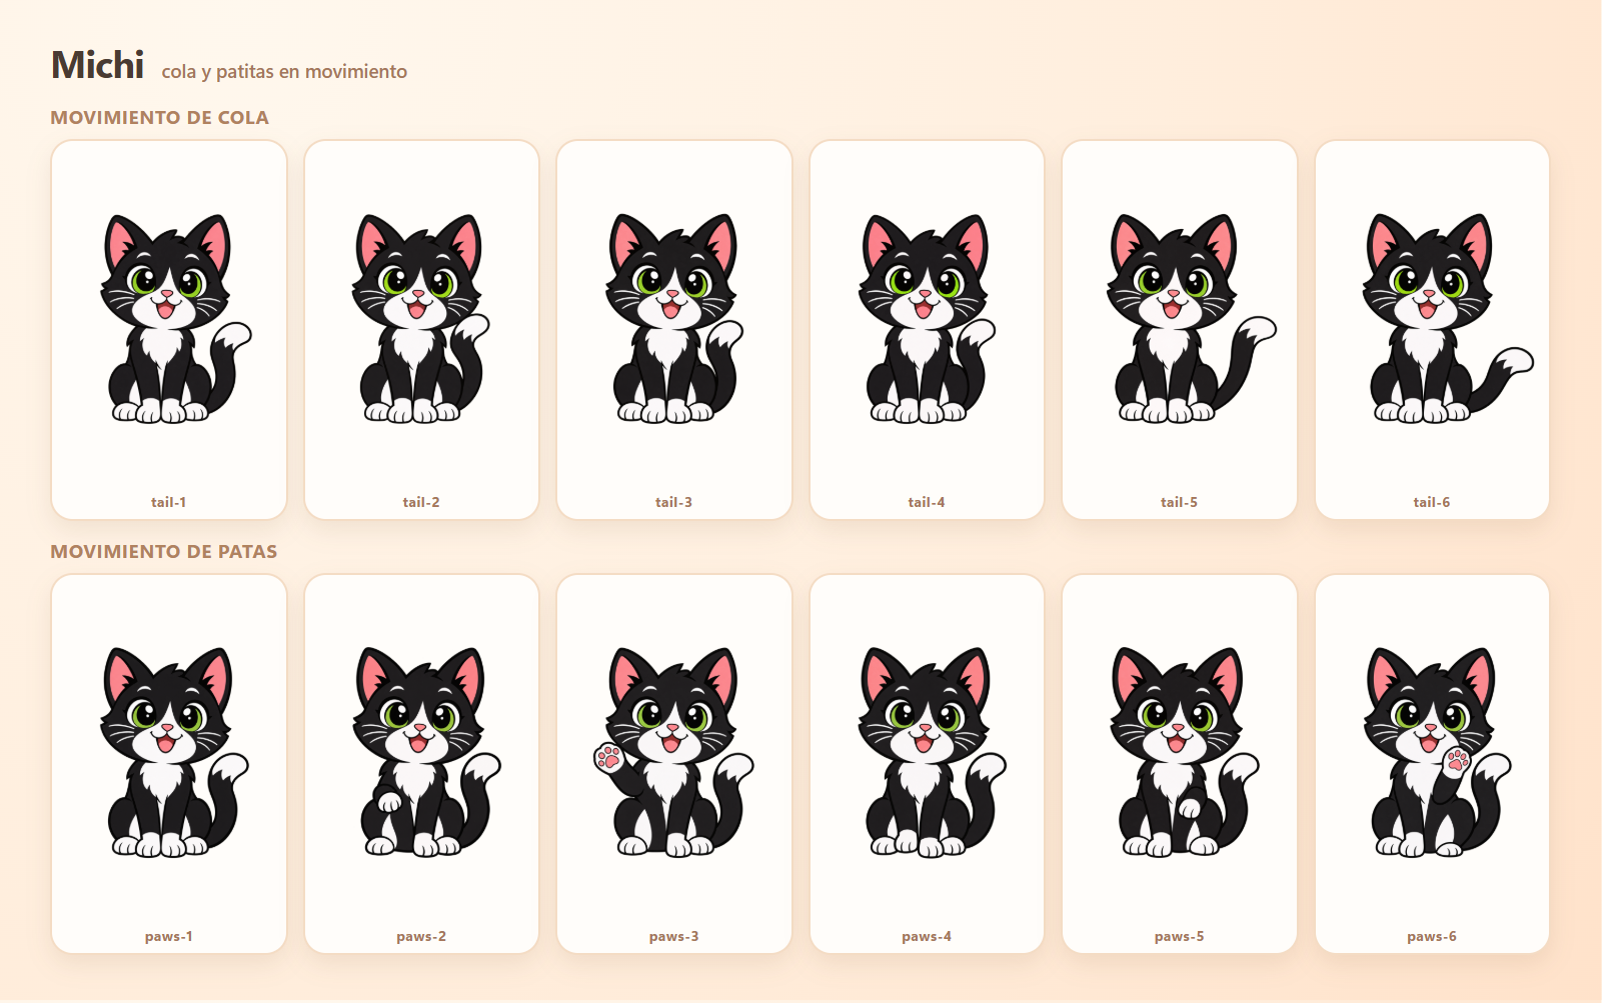 Michi cola y patitas en movimiento
MOVIMIENTO DE COLA
tail-1 tail-2 tail-3 tail-4 tail-5 tail-6
MOVIMIENTO DE PATAS
paws-1 paws-2 paws-3 paws-4 paws-5 paws-6